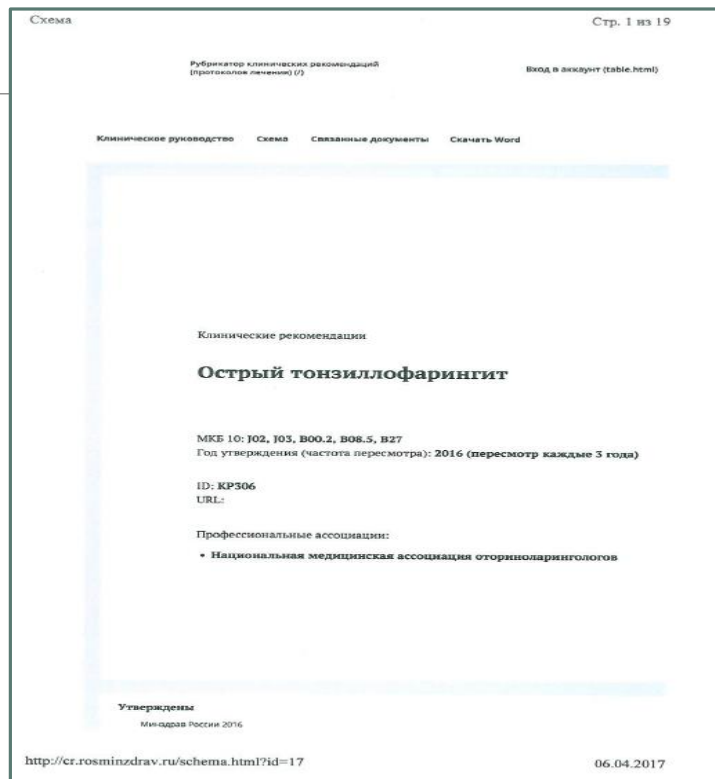 Схема
Стр. 1 из 19
Рубрикатор клинических рекомендаций
(протоколов лечения) (/)
Вход в аккаунт (table.html)
Клиническое руководство Схема Связанные документы Скачать Word
Клинические рекомендации
Острый тонзиллофарингит
МКБ 10: J02, J03, B00.2, B08.5, B27
Год утверждения (частота пересмотра): 2016 (пересмотр каждые 3 года)
ID: КР306
URL:
Профессиональные ассоциации:
• Национальная медицинская ассоциация оториноларингологов
Утверждены
Минздрав России 2016
http://cr.rosminzdrav.ru/schema.html?id=17
06.04.2017